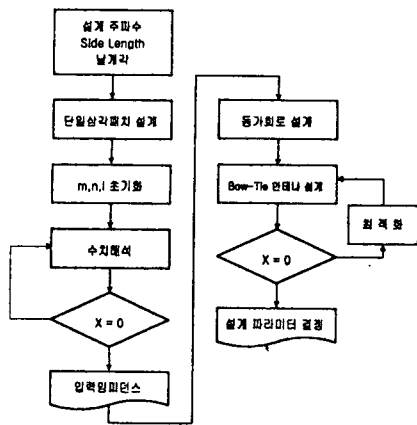 설계 주파수
Side Length
날개각
단일삼각패치 설계
m,n,l 초기화
수치해석
X = 0
입력임피던스
등가회로 설계
Bow-Tie 안테나 설계
최 적 화
X = 0
설계 파라미터 결정